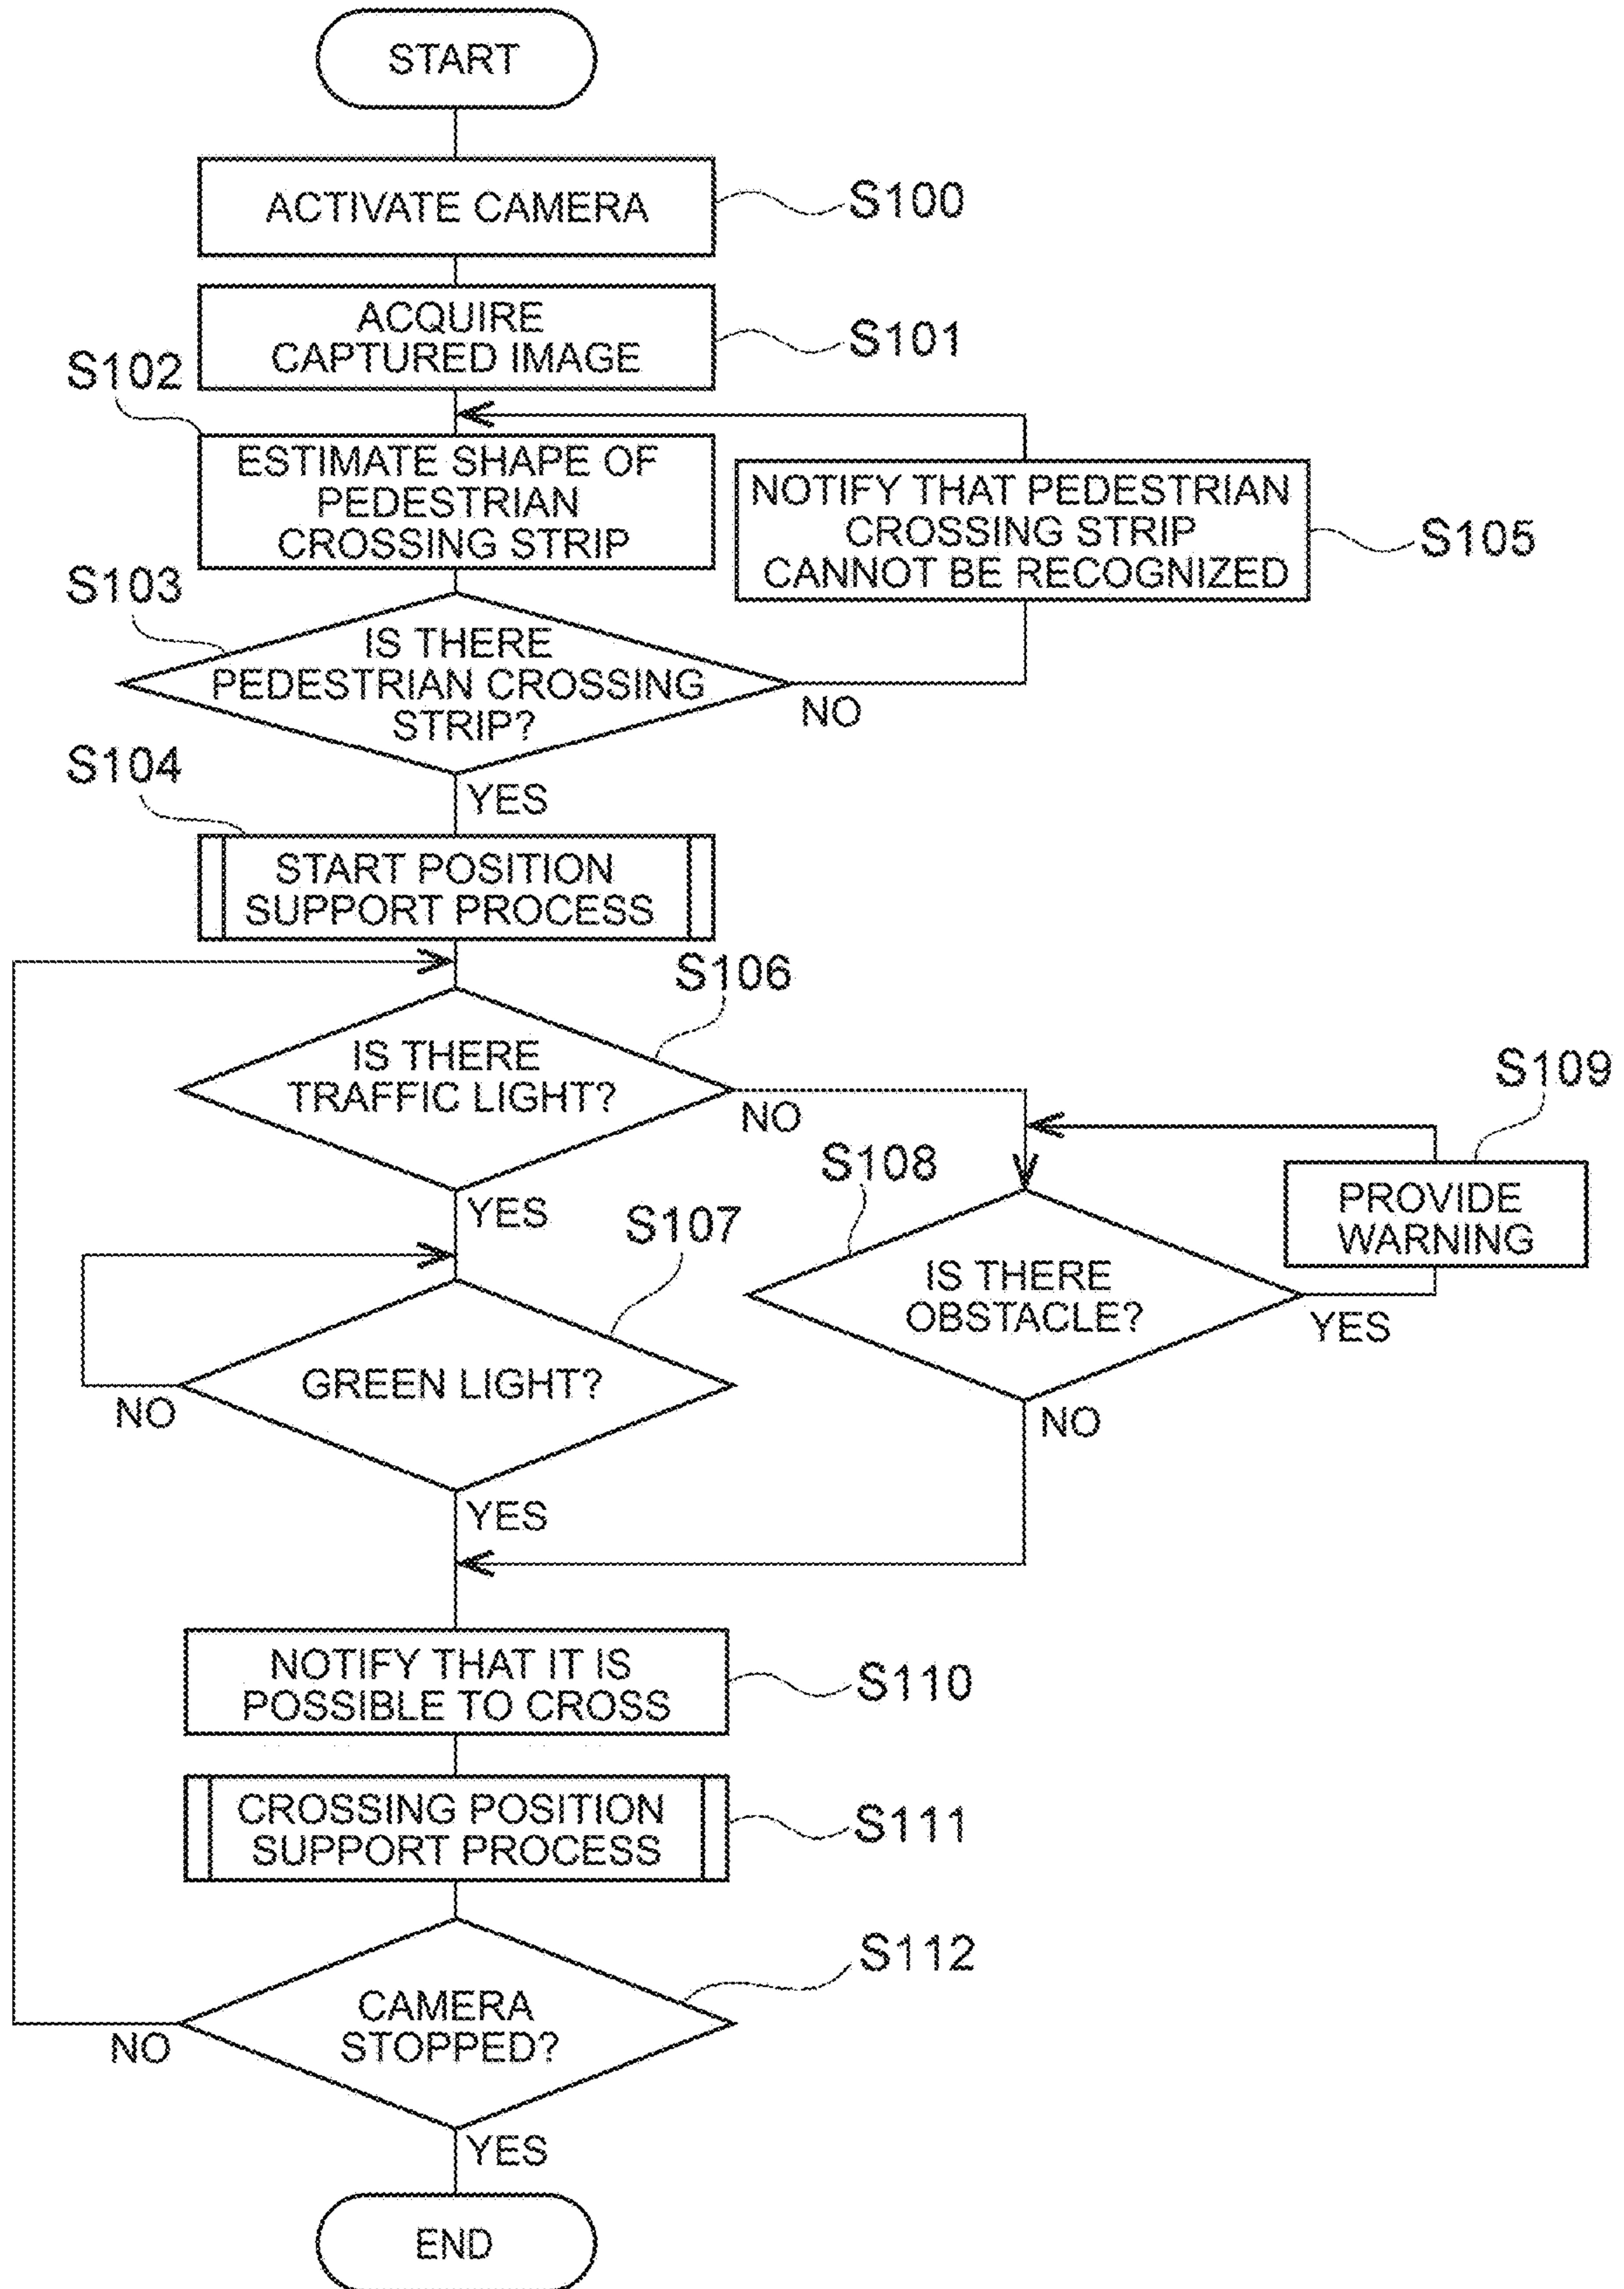 START
ACTIVATE CAMERA
S100
ACQUIRE
CAPTURED IMAGE
S101
S102
ESTIMATE SHAPE OF
PEDESTRIAN
CROSSING STRIP
NOTIFY THAT PEDESTRIAN
CROSSING STRIP
CANNOT BE RECOGNIZED
S105
S103
IS THERE
PEDESTRIAN CROSSING
STRIP?
NO
YES
S104
START POSITION
SUPPORT PROCESS
S106
IS THERE
TRAFFIC LIGHT?
NO
YES
S109
PROVIDE
WARNING
S108
IS THERE
OBSTACLE?
YES
NO
S107
GREEN LIGHT?
NO
YES
NOTIFY THAT IT IS
POSSIBLE TO CROSS
S110
CROSSING POSITION
SUPPORT PROCESS
S111
S112
CAMERA
STOPPED?
NO
YES
END